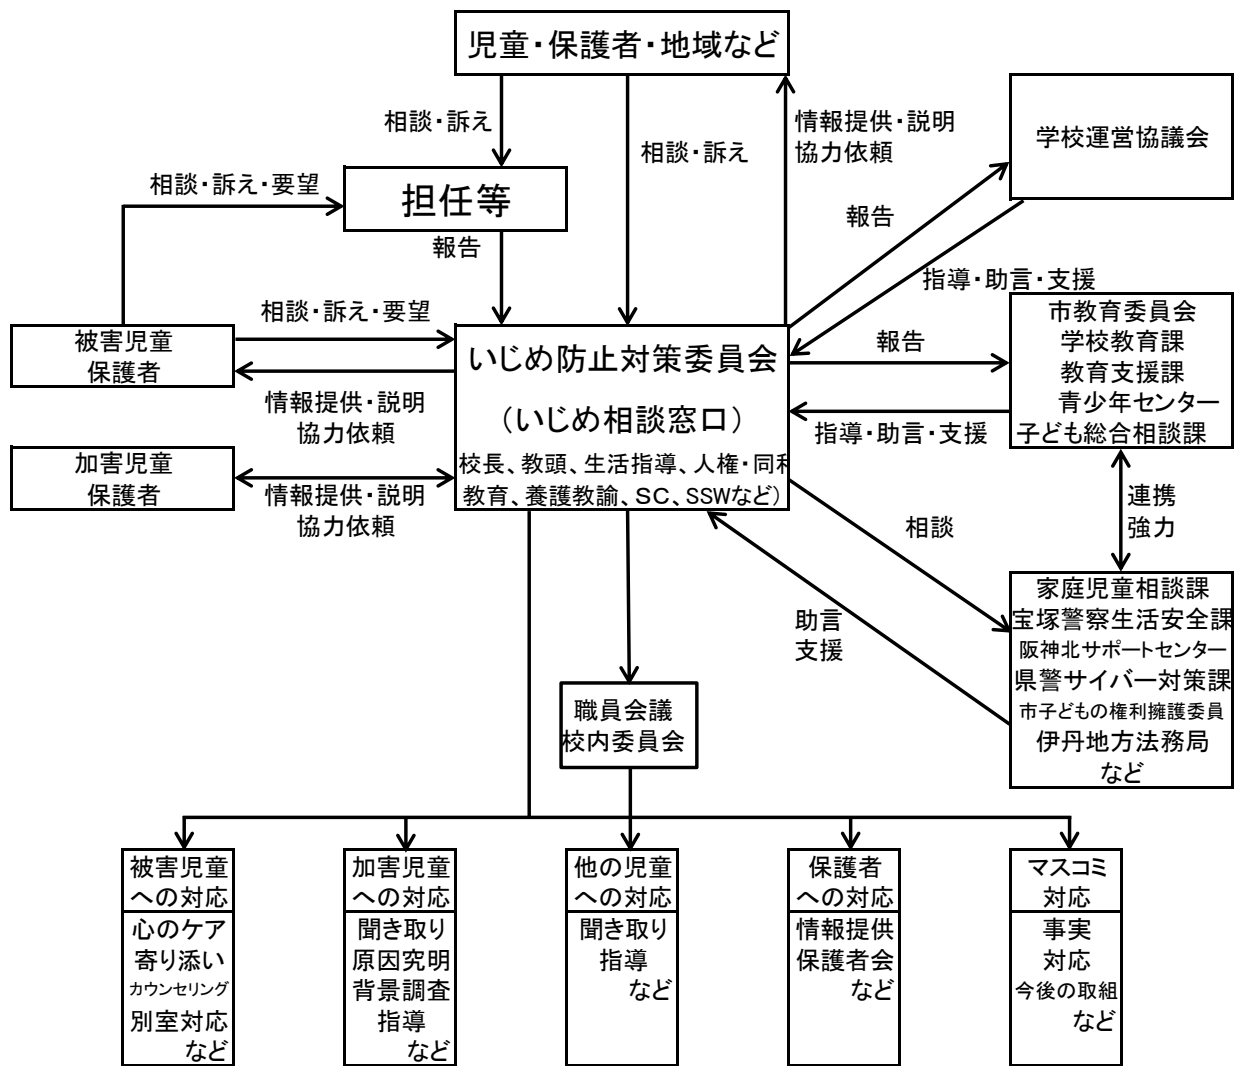 児童・保護者・地域など
相談・訴え
相談・訴え
情報提供・説明
協力依頼
学校運営協議会
相談・訴え・要望
担任等
報告
報告
指導・助言・支援
相談・訴え・要望
被害児童
保護者
情報提供・説明
協力依頼
いじめ防止対策委員会
（いじめ相談窓口）
校長、教頭、生活指導、人権・同和
教育、養護教諭、SC、SSWなど）
報告
指導・助言・支援
市教育委員会
学校教育課
教育支援課
青少年センター
子ども総合相談課
加害児童
保護者
情報提供・説明
協力依頼
連携
強力
相談
助言
支援
家庭児童相談課
宝塚警察生活安全課
阪神北サポートセンター
県警サイバー対策課
市子どもの権利擁護委員
伊丹地方法務局
など
職員会議
校内委員会
被害児童
への対応
心のケア
寄り添い
カウンセリング
別室対応
など
加害児童
への対応
聞き取り
原因究明
背景調査
指導
など
他の児童
への対応
聞き取り
指導
など
保護者
への対応
情報提供
保護者会
など
マスコミ
対応
事実
対応
今後の取組
など